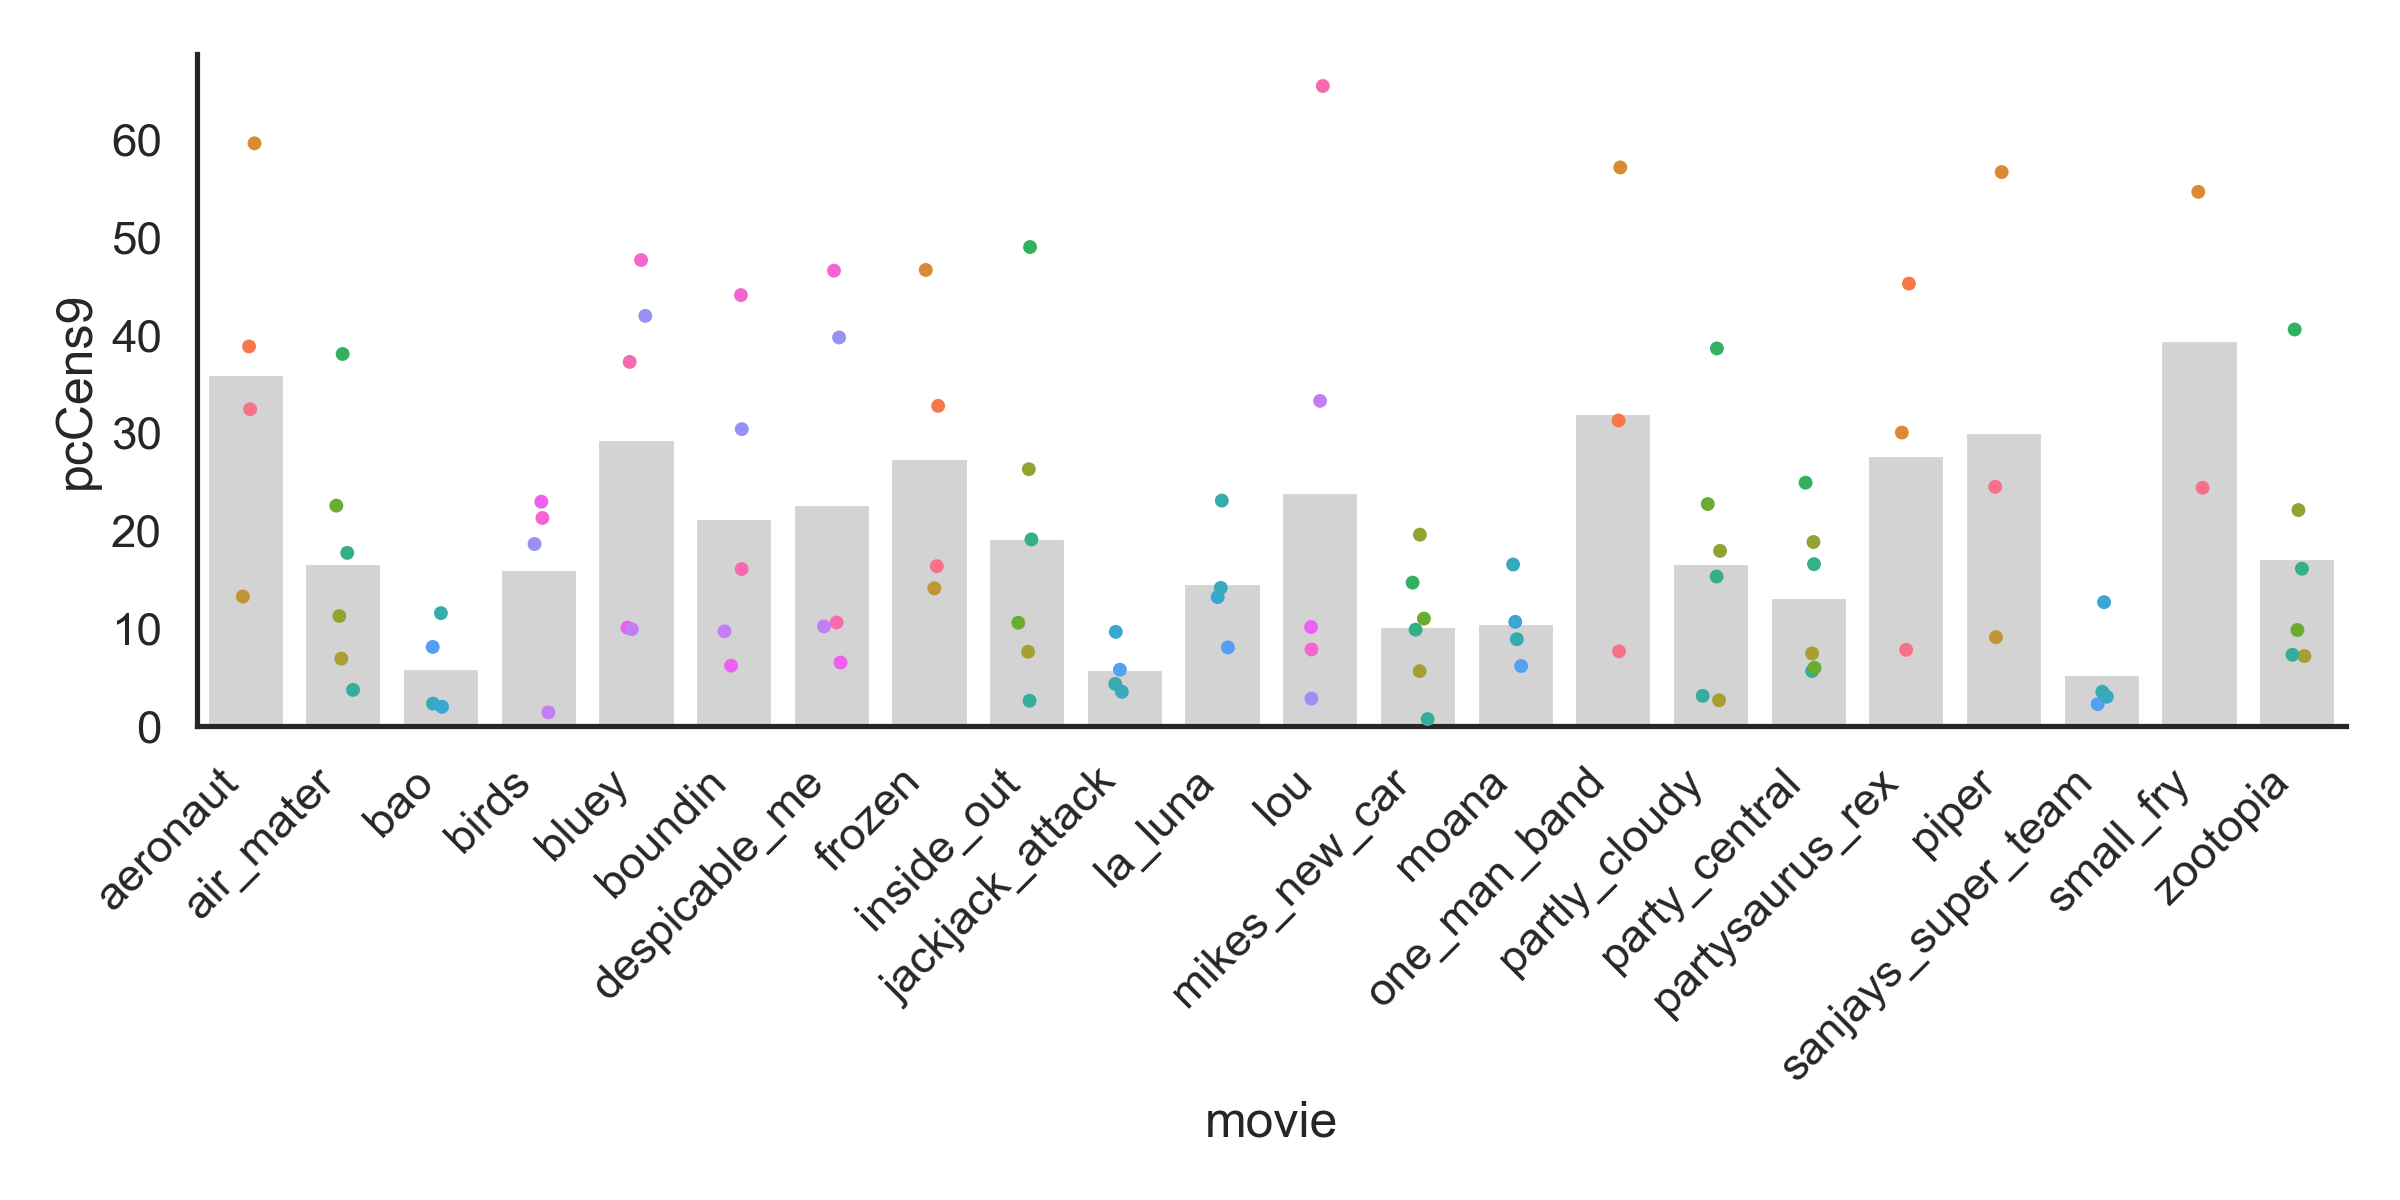 pcCens9
60
50
40
30
20
10
0
aeronaut
air_mater
bao
birds
bluey
boundin
despicable_me
frozen
inside_out
jackjack_attack
la_luna
lou
mikes_new_car
moana
one_man_band
partly_cloudy
party_central
partysaurus_rex
piper
sanjays_super_team
small_fry
zootopia
movie